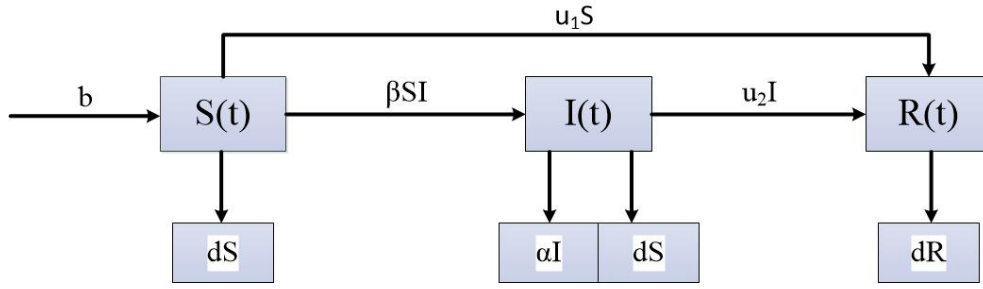 u₁S
b
S(t)
βSI
I(t)
u₂I
R(t)
dS
αI
dS
dR